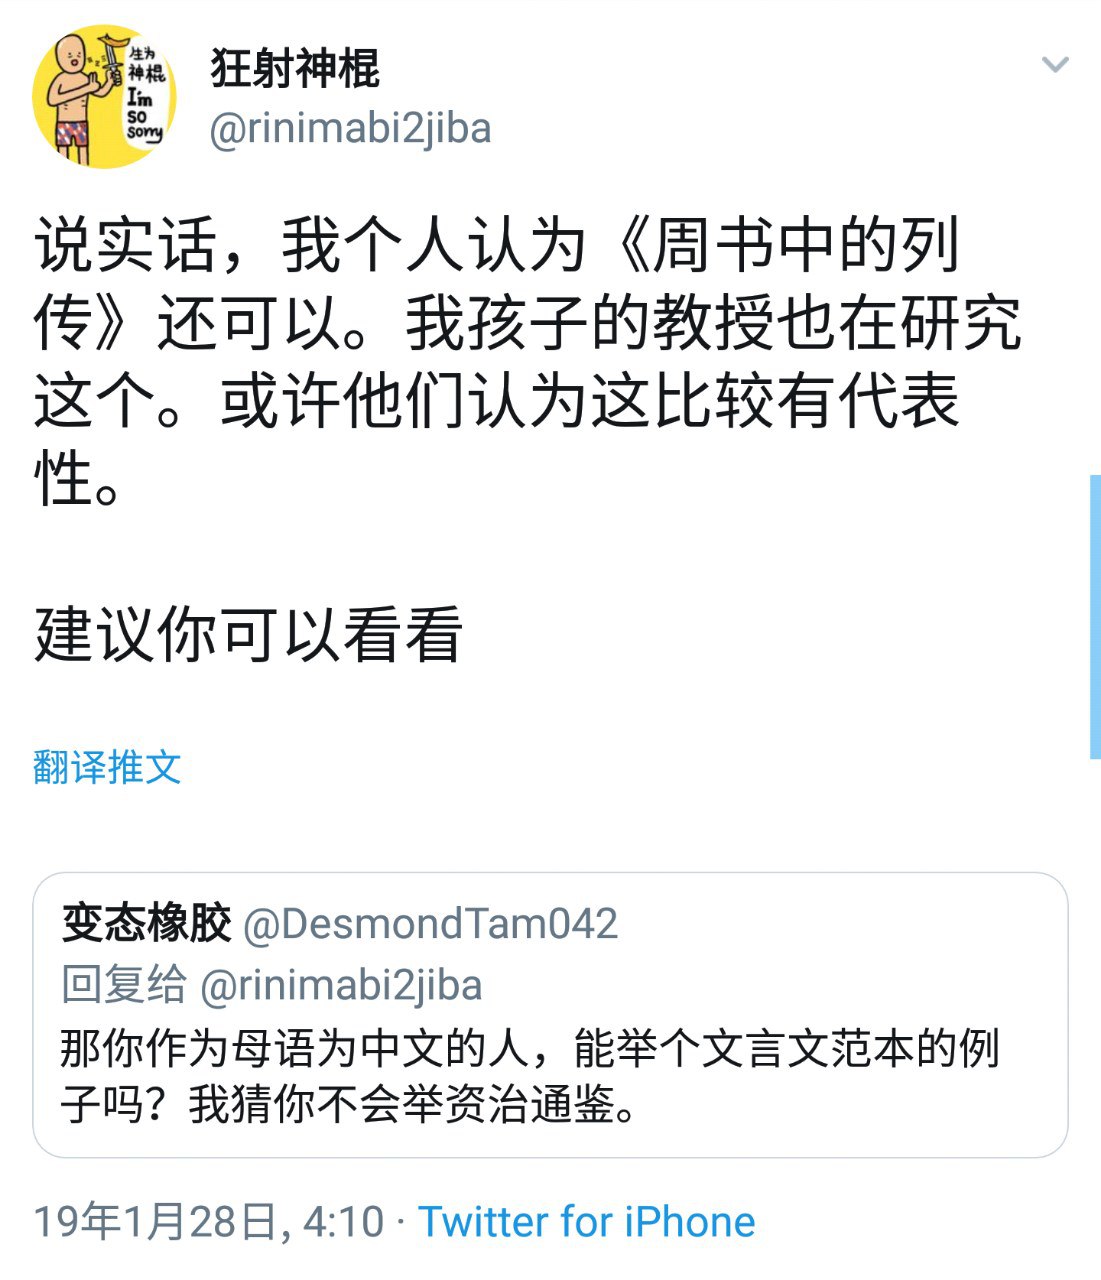 生为
神棍
I'm
so
sorry
狂射神棍
@rinimabi2jiba
说实话，我个人认为《周书中的列
传》还可以。我孩子的教授也在研究
这个。或许他们认为这比较有代表
性。
建议你可以看看
翻译推文
变态橡胶 @DesmondTam042
回复给 @rinimabi2jiba
那你作为母语为中文的人，能举个文言文范本的例
子吗？我猜你不会举资治通鉴。
19年1月28日, 4:10 · Twitter for iPhone